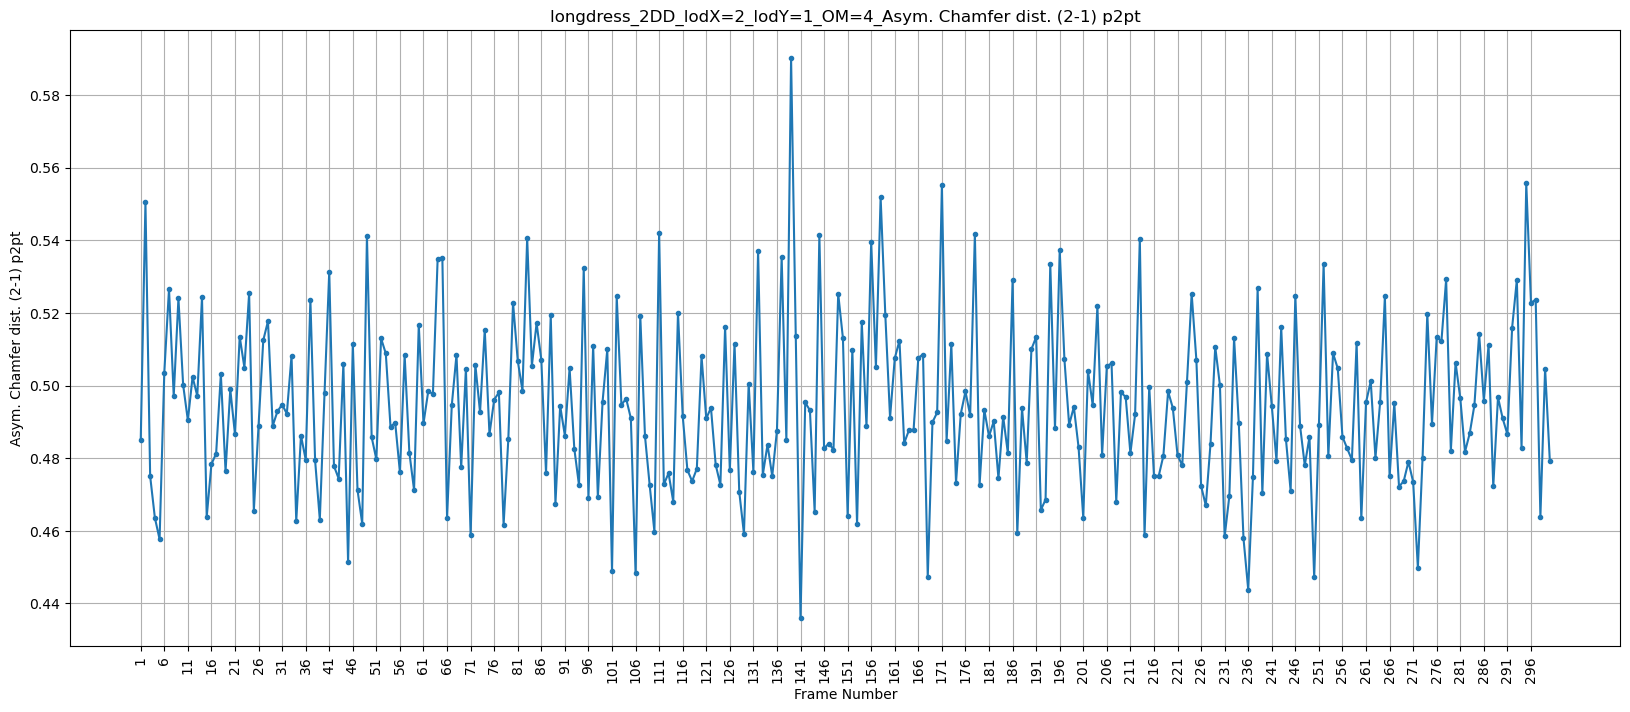 longdress_2DD_lodX=2_lodY=1_OM=4_Asym. Chamfer dist. (2-1) p2pt
Asym. Chamfer dist. (2-1) p2pt
0.58
0.56
0.54
0.52
0.50
0.48
0.46
0.44
1 6 11 16 21 26 31 36 41 46 51 56 61 66 71 76 81 86 91 96 101 106 111 116 121 126 131 136 141 146 151 156 161 166 171 176 181 186 191 196 201 206 211 216 221 226 231 236 241 246 251 256 261 266 271 276 281 286 291 296
Frame Number